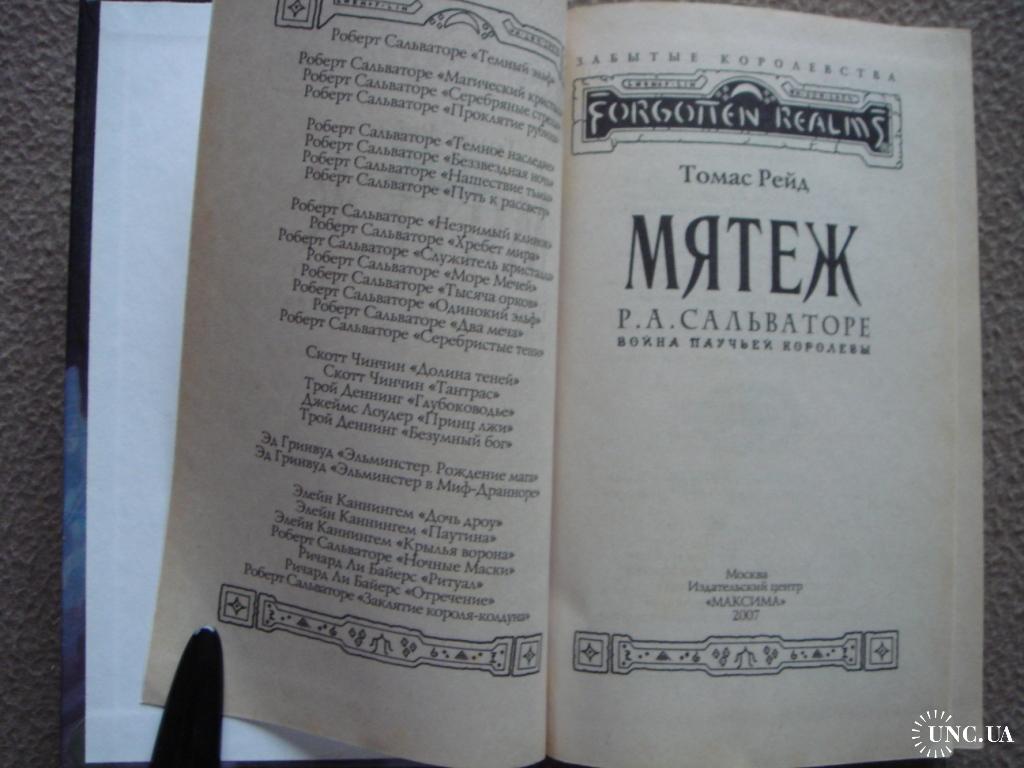 Роберт Сальваторе «Темный эльф»
Роберт Сальваторе «Магический кристалл»
Роберт Сальваторе «Серебряные стрелы»
Роберт Сальваторе «Проклятие рубина»
Роберт Сальваторе «Темное наследие»
Роберт Сальваторе «Беззвездная ночь»
Роберт Сальваторе «Нашествие тьмы»
Роберт Сальваторе «Путь к рассвету»
Роберт Сальваторе «Незримый клинок»
Роберт Сальваторе «Хребет мира»
Роберт Сальваторе «Служитель кристалла»
Роберт Сальваторе «Море Мечей»
Роберт Сальваторе «Тысяча орков»
Роберт Сальваторе «Одинокий эльф»
Роберт Сальваторе «Два меча»
Роберт Сальваторе «Серебристые тени»
Скотт Чинчин «Долина теней»
Скотт Чинчин «Тантрас»
Трой Деннинг «Глубоководье»
Джеймс Лоудер «Принц лжи»
Трой Деннинг «Безумный бог»
Эд Гринвуд «Эльминстер. Рождение мага»
Эд Гринвуд «Эльминстер в Миф-Дранноре»
Элейн Каннингем «Дочь дроу»
Элейн Каннингем «Паутина»
Элейн Каннингем «Крылья ворона»
Роберт Сальваторе «Ночные Маски»
Ричард Ли Байерс «Ритуал»
Ричард Ли Байерс «Отречение»
Роберт Сальваторе «Заклятие короля-колдуна»
ЗАБЫТЫЕ КОРОЛЕВСТВА
FORGOTTEN REALMS
Томас Рейд
МЯТЕЖ
Р.А.САЛЬВАТОРЕ
ВОЙНА ПАУЧЬЕЙ КОРОЛЕВЫ
Москва
Издательский центр
«МАКСИМА»
2007
UNC.UA